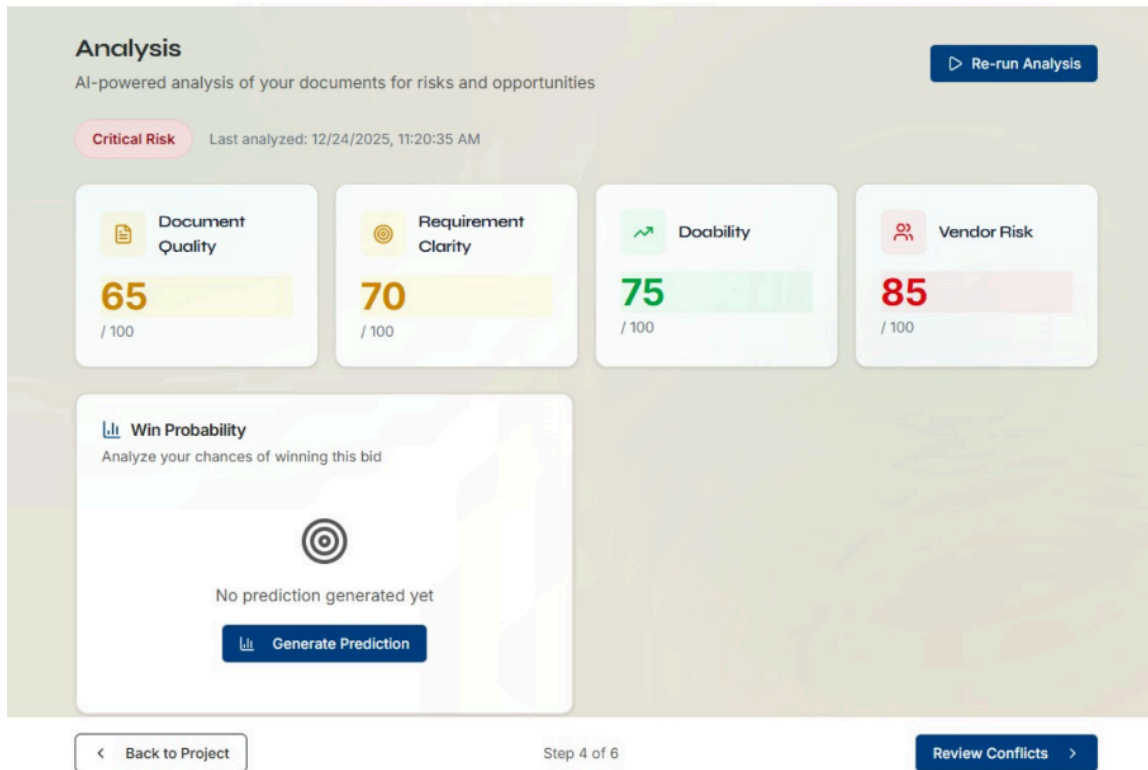 Analysis
AI-powered analysis of your documents for risks and opportunities
Re-run Analysis
Critical Risk
Last analyzed: 12/24/2025, 11:20:35 AM
Document
Quality
65
/ 100
Requirement
Clarity
70
/ 100
Doability
75
/ 100
Vendor Risk
85
/ 100
Win Probability
Analyze your chances of winning this bid
No prediction generated yet
Generate Prediction
Back to Project
Step 4 of 6
Review Conflicts